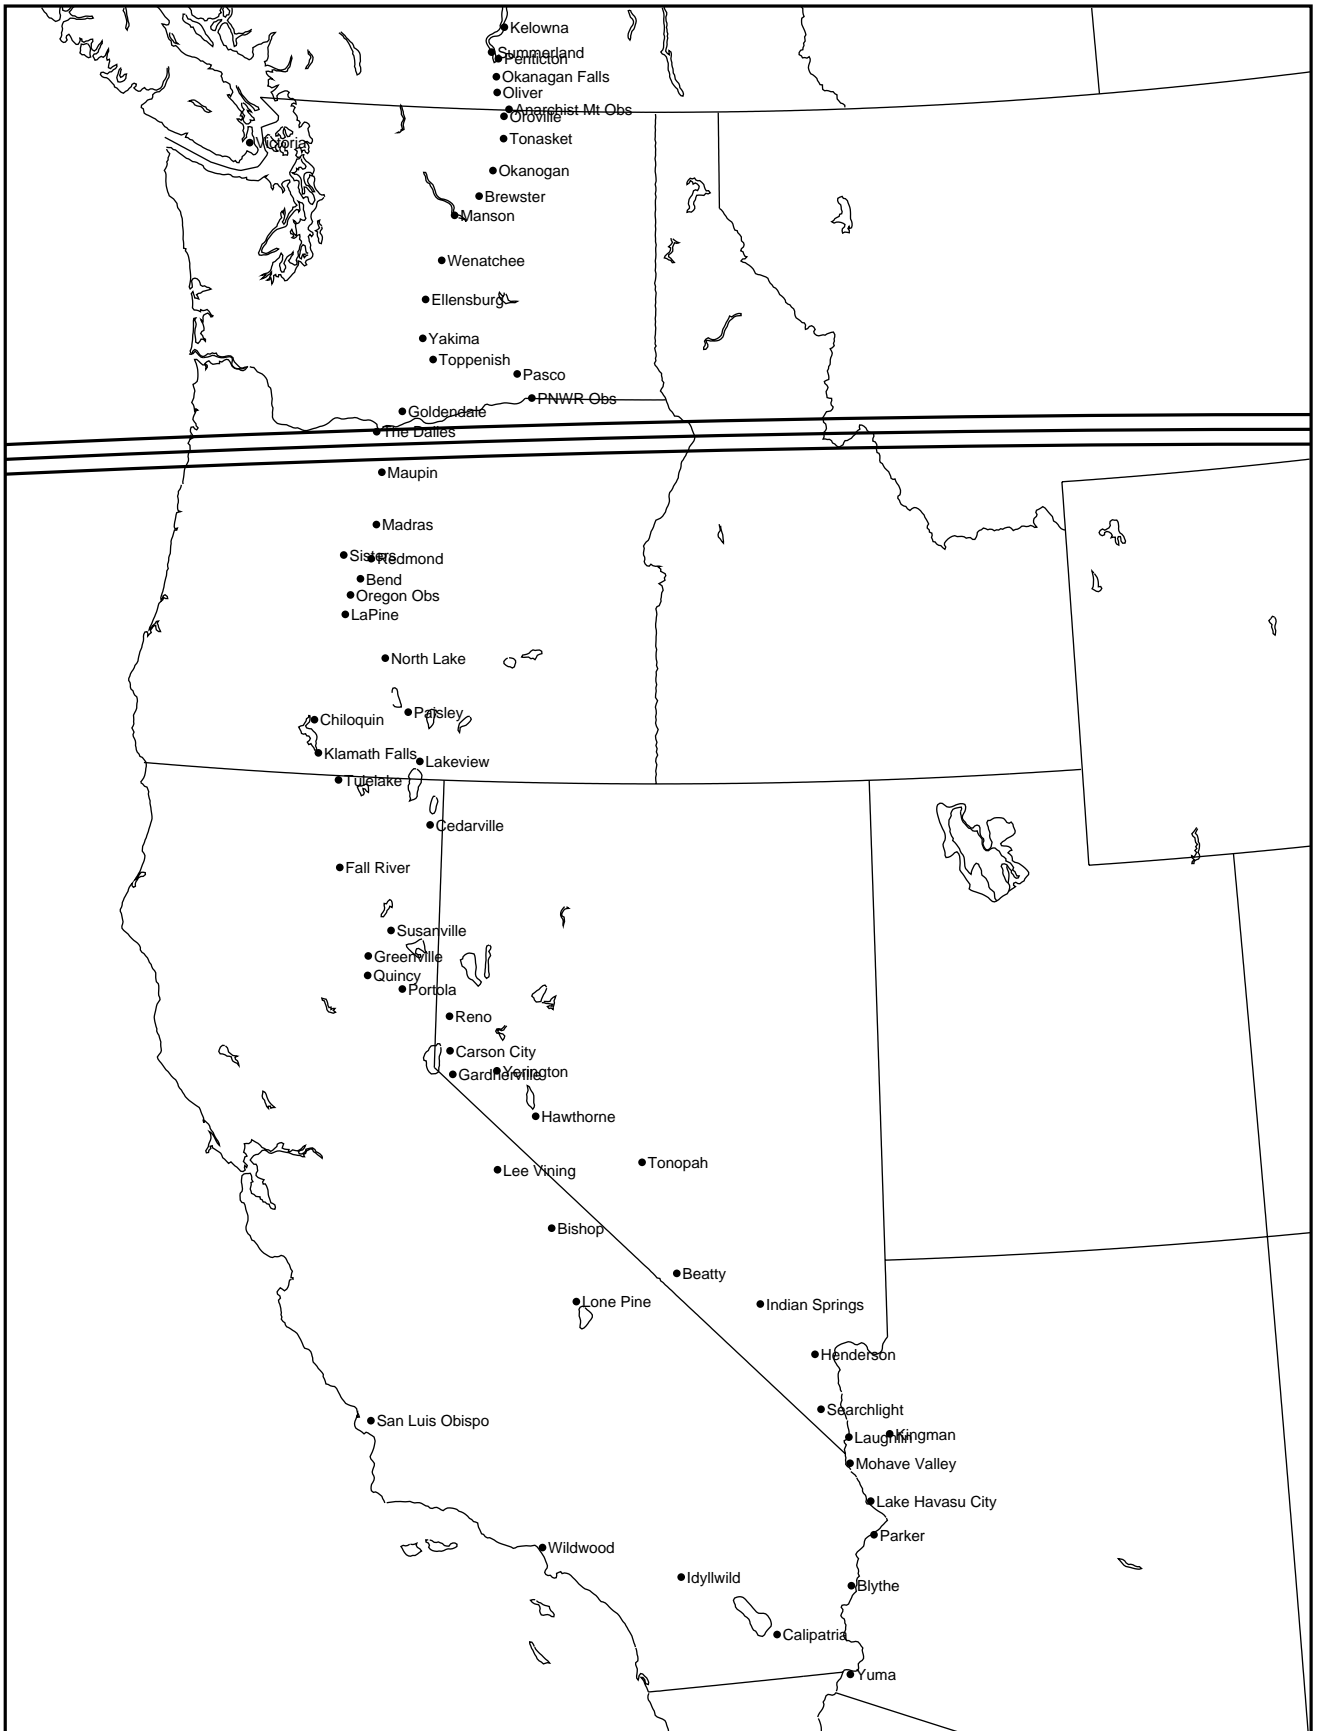 Kelowna
Summerland
Penticton
Okanagan Falls
Oliver
Anarchist Mt Obs
Oroville
Tonasket
Victoria
Okanogan
Brewster
Manson
Wenatchee
Ellensburg
Yakima
Toppenish
Pasco
PNWR Obs
Goldendale
The Dalles
Maupin
Madras
Sisters
Redmond
Bend
Oregon Obs
LaPine
North Lake
Paisley
Chiloquin
Klamath Falls
Lakeview
Tulelake
Cedarville
Fall River
Susanville
Greenville
Quincy
Portola
Reno
Carson City
Yerington
Gardnerville
Hawthorne
Tonopah
Lee Vining
Bishop
Beatty
Lone Pine
Indian Springs
Henderson
Searchlight
San Luis Obispo
Kingman
Laughlin
Mohave Valley
Lake Havasu City
Parker
Wildwood
Idyllwild
Blythe
Calipatria
Yuma